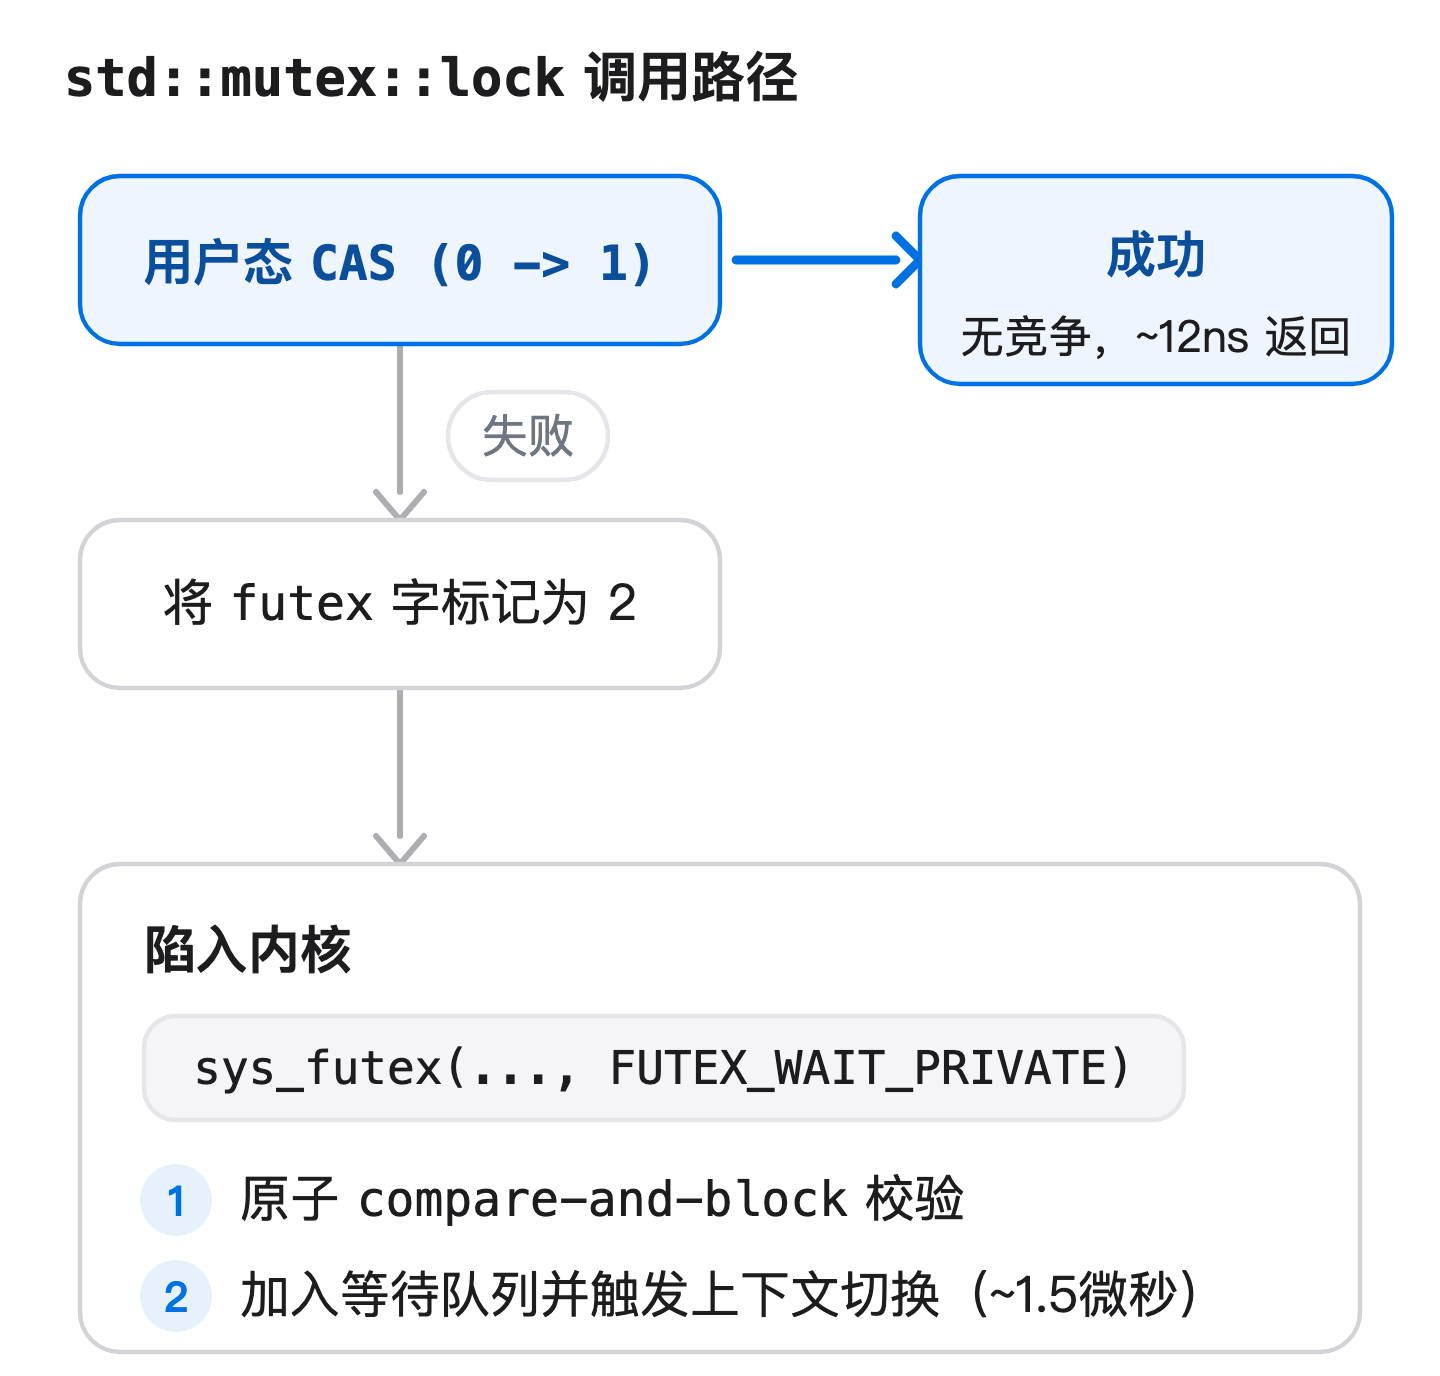 std::mutex::lock 调用路径
用户态 CAS (0 -> 1)
成功
无竞争，~12ns 返回
失败
将 futex 字标记为 2
陷入内核
sys_futex(..., FUTEX_WAIT_PRIVATE)
1 原子 compare-and-block 校验
2 加入等待队列并触发上下文切换（~1.5微秒）